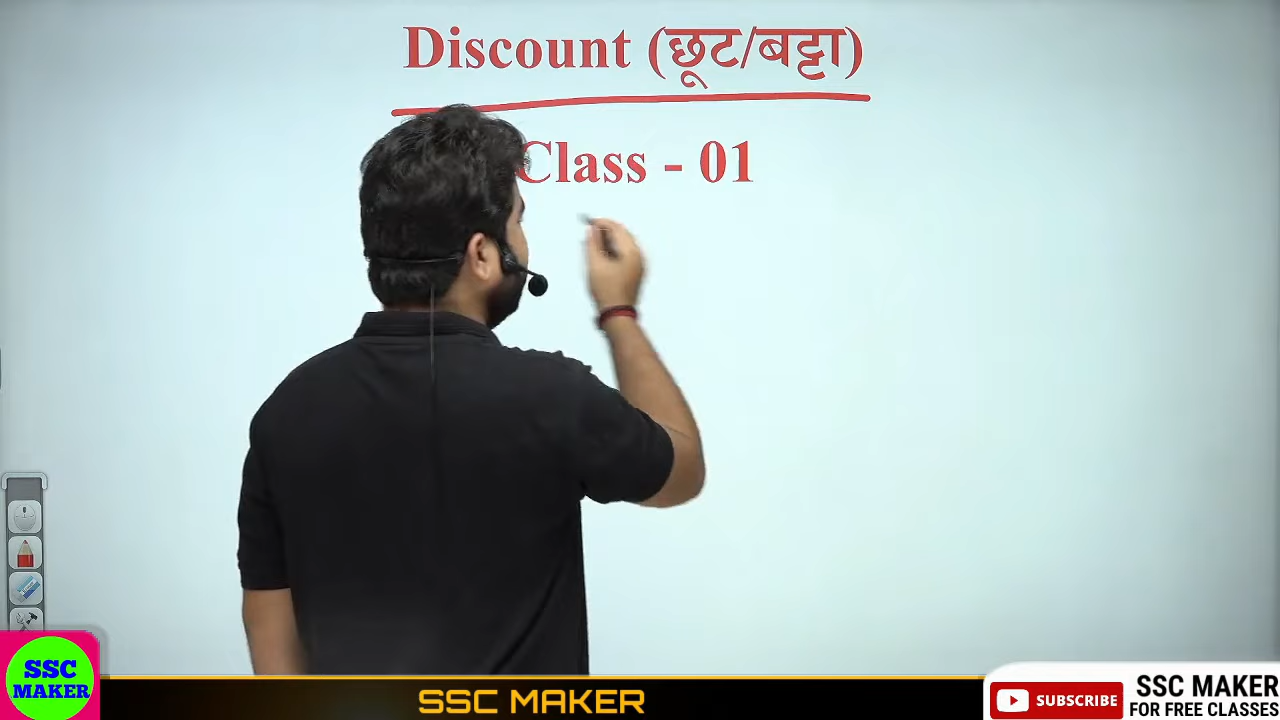 Discount (छूट/बट्टा)
Class - 01
SSC
MAKER
SSC MAKER
SUBSCRIBE
SSC MAKER
FOR FREE CLASSES